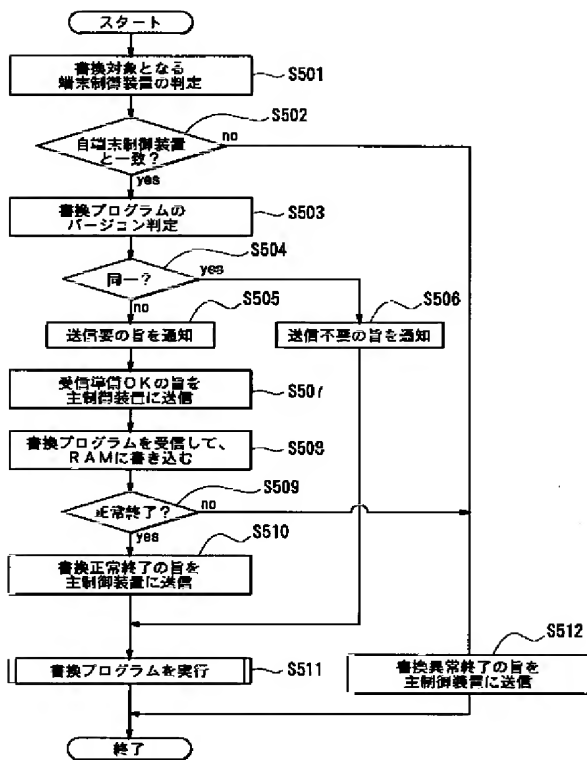 スタート
書換対象となる
端末制御装置の判定
S501
S502
自端末制御装置
と一致？
no
yes
書換プログラムの
バージョン判定
S503
S504
同一？
yes
no
S505
S506
送信要の旨を通知
送信不要の旨を通知
受信準備ＯＫの旨を
主制御装置に送信
S507
書換プログラムを受信して、
ＲＡＭに書き込む
S508
S509
正常終了？
no
yes
S510
書換正常終了の旨を
主制御装置に送信
S512
書換プログラムを実行
S511
書換異常終了の旨を
主制御装置に送信
終了